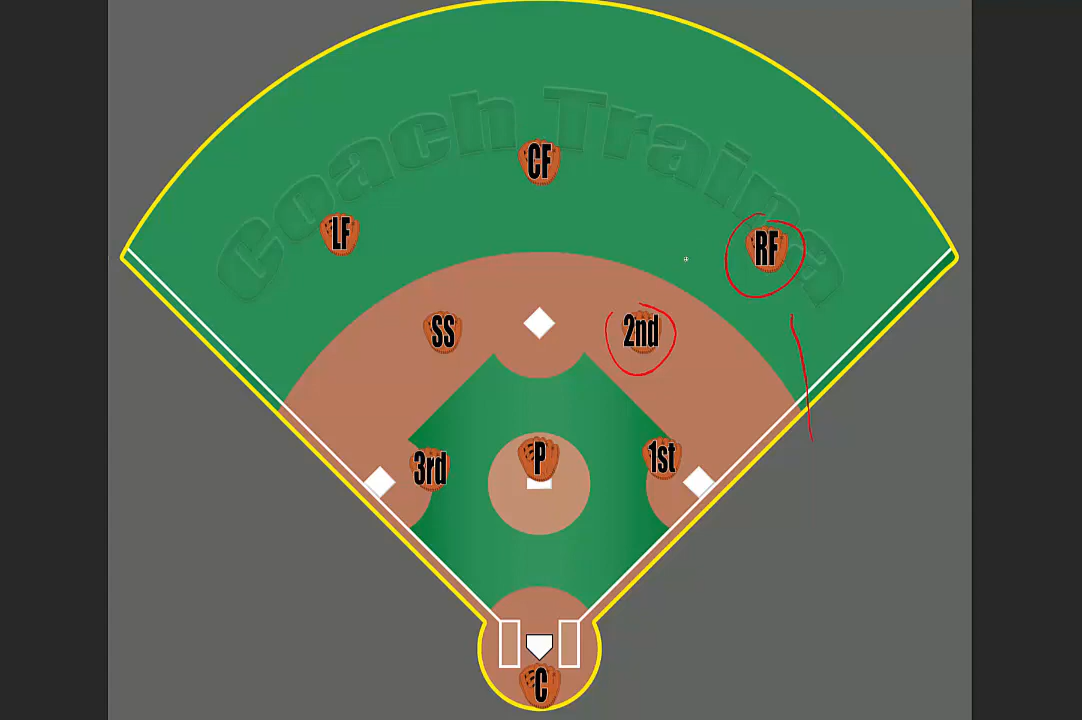 Coach Traina
CF
LF
RF
SS
2nd
3rd
P
1st
C